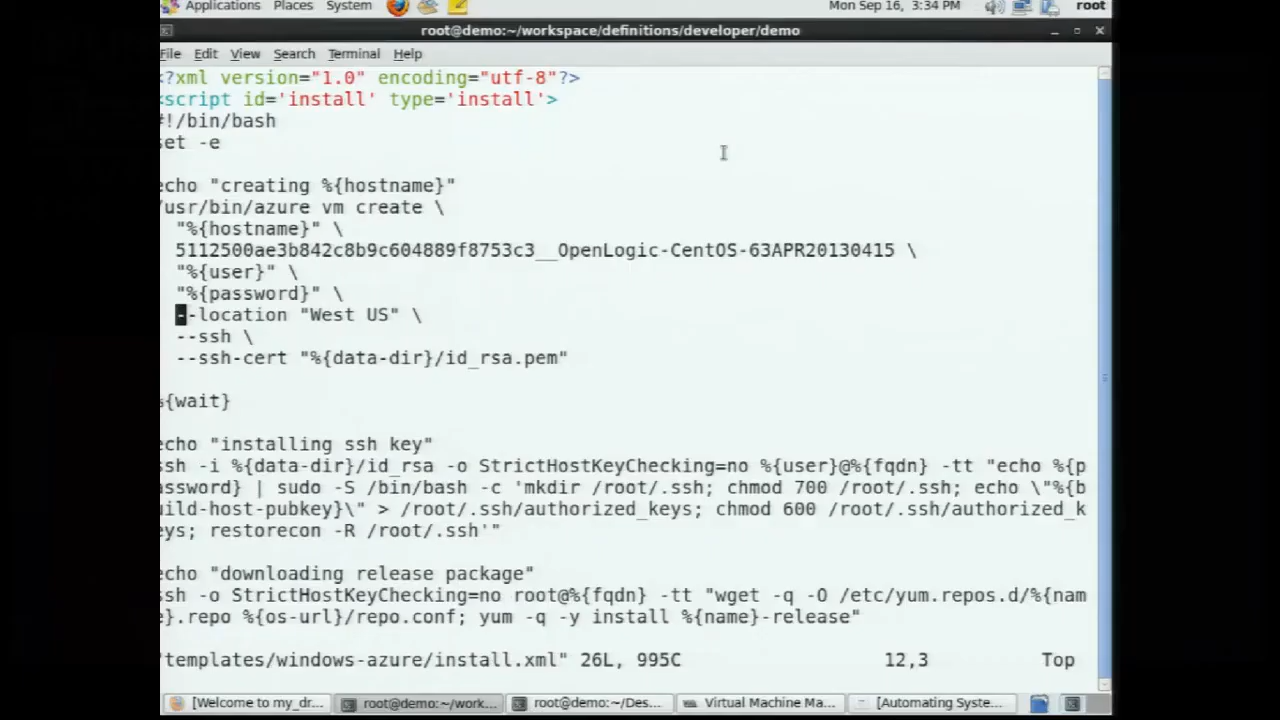 Applications Places System Mon Sep 16, 3:34 PM root
root@demo:~/workspace/definitions/developer/demo
File Edit View Search Terminal Help
<?xml version="1.0" encoding="utf-8"?>
<script id='install' type='install'>
#!/bin/bash
set -e
echo "creating %{hostname}"
/usr/bin/azure vm create \
"%{hostname}" \
5112500ae3b842c8b9c604889f8753c3__OpenLogic-CentOS-63APR20130415 \
"%{user}" \
"%{password}" \
--location "West US" \
--ssh \
--ssh-cert "%{data-dir}/id_rsa.pem"
%{wait}
echo "installing ssh key"
ssh -i %{data-dir}/id_rsa -o StrictHostKeyChecking=no %{user}@%{fqdn} -tt "echo %{p
assword} | sudo -S /bin/bash -c 'mkdir /root/.ssh; chmod 700 /root/.ssh; echo \"%{b
uild-host-pubkey}\" > /root/.ssh/authorized_keys; chmod 600 /root/.ssh/authorized_k
eys; restorecon -R /root/.ssh'"
echo "downloading release package"
ssh -o StrictHostKeyChecking=no root@%{fqdn} -tt "wget -q -O /etc/yum.repos.d/%{nam
e}.repo %{os-url}/repo.conf; yum -q -y install %{name}-release"
"templates/windows-azure/install.xml" 26L, 995C 12,3 Top
[Welcome to my_dr... root@demo:~/work... root@demo:~/Des... Virtual Machine Ma... [Automating Syste...